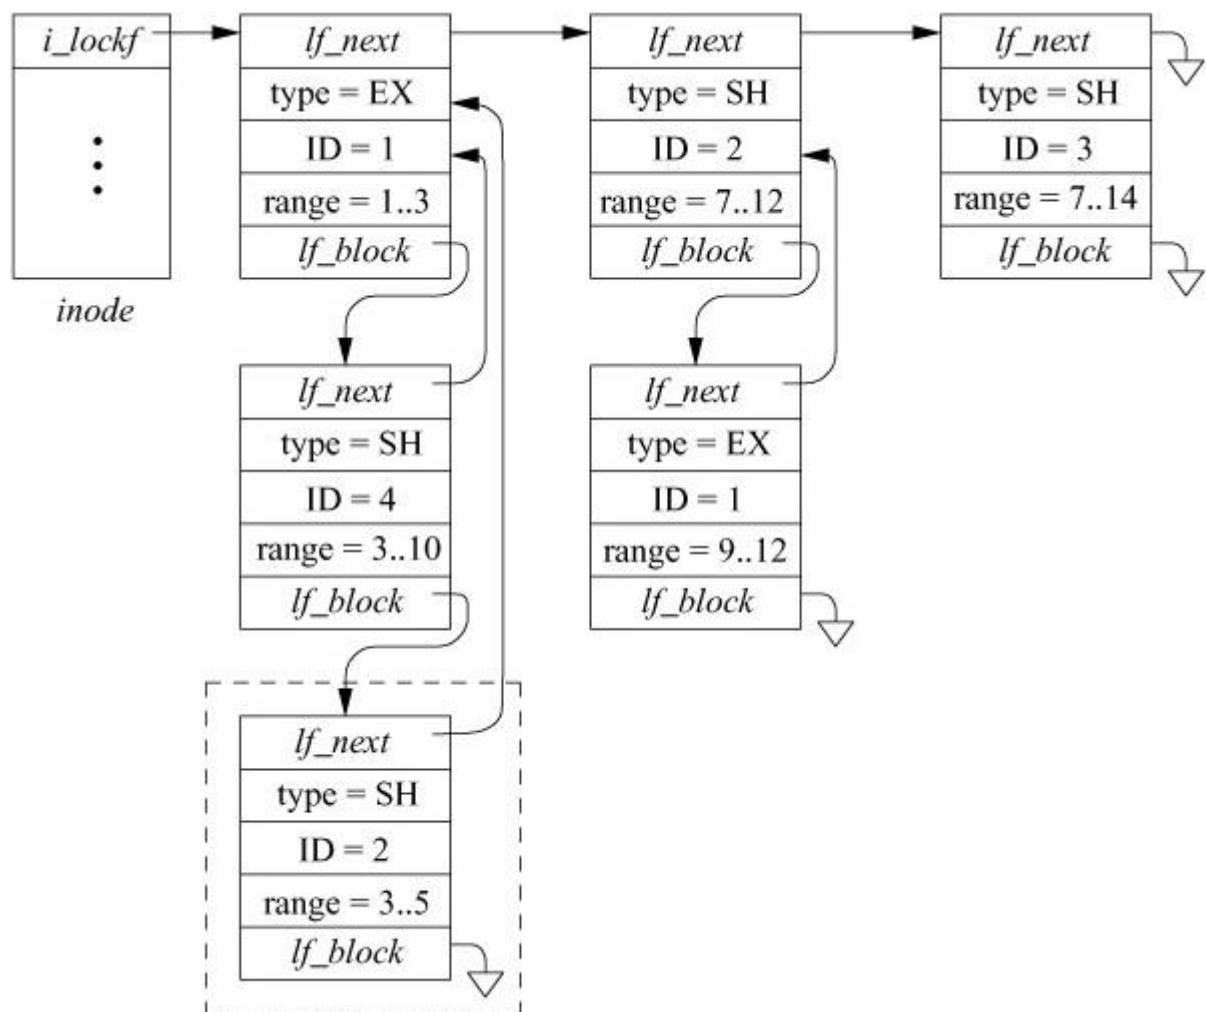 i_lockf
inode
lf_next
type = EX
ID = 1
range = 1..3
lf_block
lf_next
type = SH
ID = 2
range = 7..12
lf_block
lf_next
type = SH
ID = 3
range = 7..14
lf_block
lf_next
type = SH
ID = 4
range = 3..10
lf_block
lf_next
type = EX
ID = 1
range = 9..12
lf_block
lf_next
type = SH
ID = 2
range = 3..5
lf_block